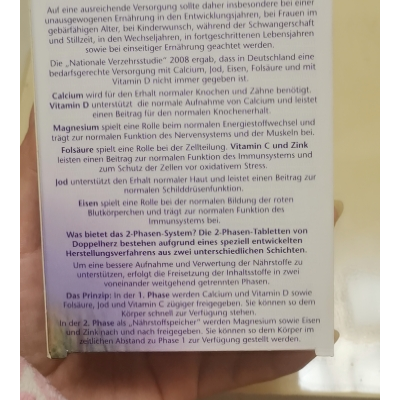 Auf eine ausreichende Versorgung sollte daher insbesondere bei einer
unausgewogenen Ernährung in den Entwicklungsjahren, bei Frauen im
gebärfähigen Alter, bei Kinderwunsch, während der Schwangerschaft
und Stillzeit, in den Wechseljahren, in fortgeschrittenen Lebensjahren
sowie bei einseitiger Ernährung geachtet werden.
Die „Nationale Verzehrstudie" 2008 ergab, dass in Deutschland eine
bedarfsgerechte Versorgung mit Calcium, Jod, Eisen, Folsäure und mit
Vitamin D nicht immer gegeben ist.
Calcium wird für den Erhalt normaler Knochen und Zähne benötigt.
Vitamin D unterstützt die normale Aufnahme von Calcium und leistet
einen Beitrag für den normalen Knochenerhalt.
Magnesium spielt eine Rolle beim normalen Energiestoffwechsel und
trägt zur normalen Funktion des Nervensystems und der Muskeln bei.
Folsäure spielt eine Rolle bei der Zellteilung. Vitamin C und Zink
leisten einen Beitrag zur normalen Funktion des Immunsystems und
zum Schutz der Zellen vor oxidativem Stress.
Jod unterstützt den Erhalt normaler Haut und leistet einen Beitrag zur
normalen Schilddrüsenfunktion.
Eisen spielt eine Rolle bei der normalen Bildung der roten
Blutkörperchen und trägt zur normalen Funktion des
Immunsystems bei.
Was bietet das 2-Phasen-System? Die 2-Phasen-Tabletten von
Doppelherz bestehen aufgrund eines speziell entwickelten
Herstellungsverfahrens aus zwei unterschiedlichen Schichten.
Um eine bessere Aufnahme und Verwertung der Nährstoffe zu
unterstützen, erfolgt die Freisetzung der Inhaltsstoffe in zwei
voneinander weitgehend getrennten Phasen.
Das Prinzip: in der 1. Phase werden Calcium und Vitamin D sowie
Folsäure, Jod und Vitamin C zügiger freigegeben. Sie können so dem
Körper schnell zur Verfügung stehen.
In der 2. Phase als „Nährstoffspeicher" werden Magnesium sowie Eisen
und Zink nach und nach freigegeben. Sie können so dem Körper im
zeitlichen Abstand zu Phase 1 zur Verfügung gestellt werden.